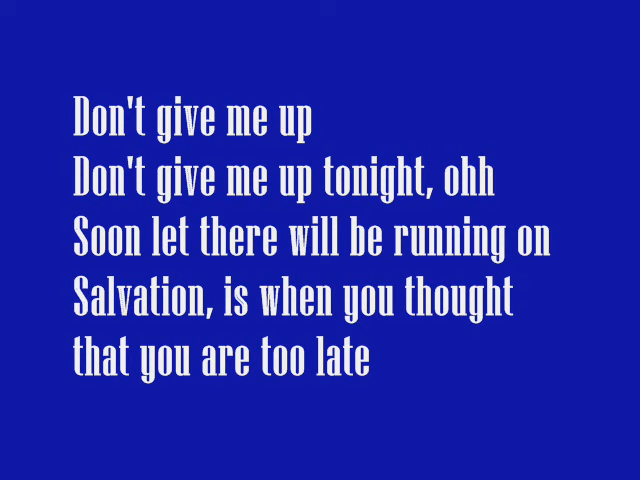 Don't give me up
Don't give me up tonight, ohh
Soon let there will be running on
Salvation, is when you thought
that you are too late